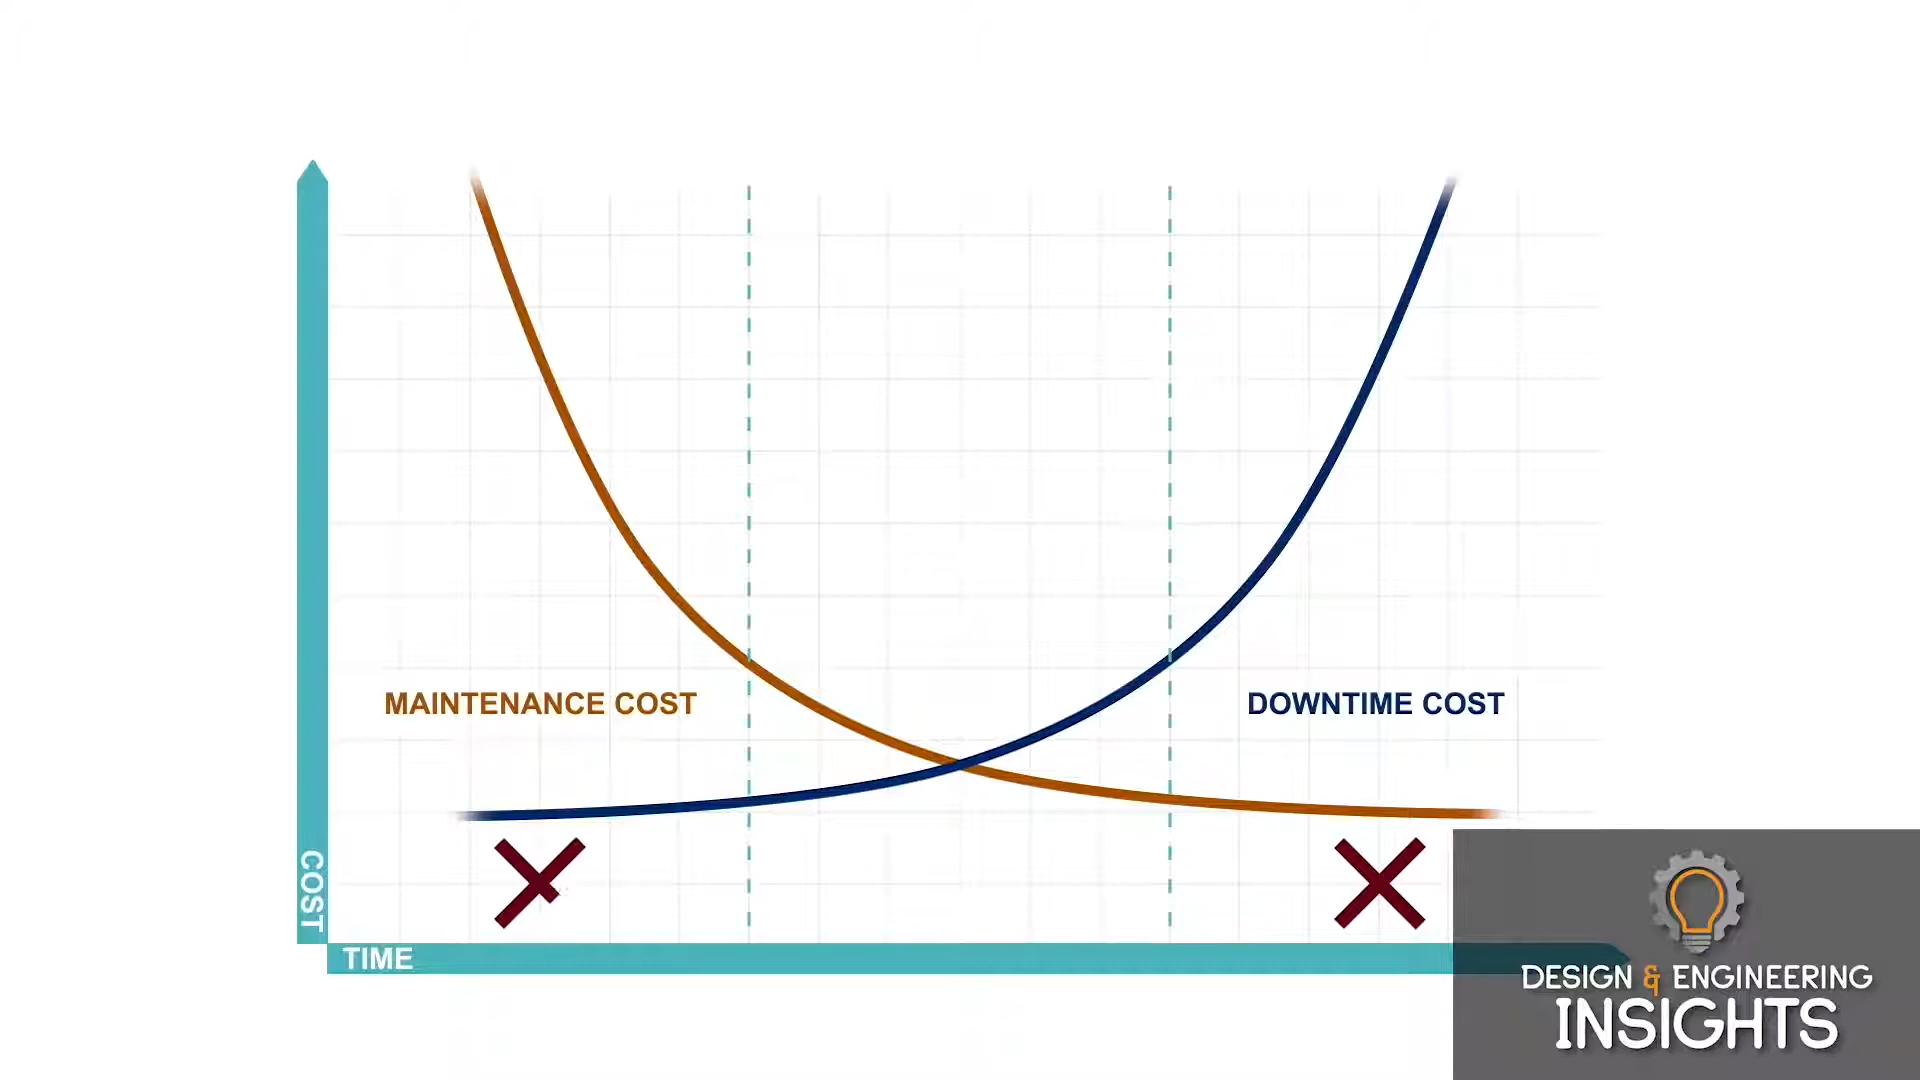 MAINTENANCE COST
DOWNTIME COST
COST
TIME
DESIGN & ENGINEERING
INSIGHTS